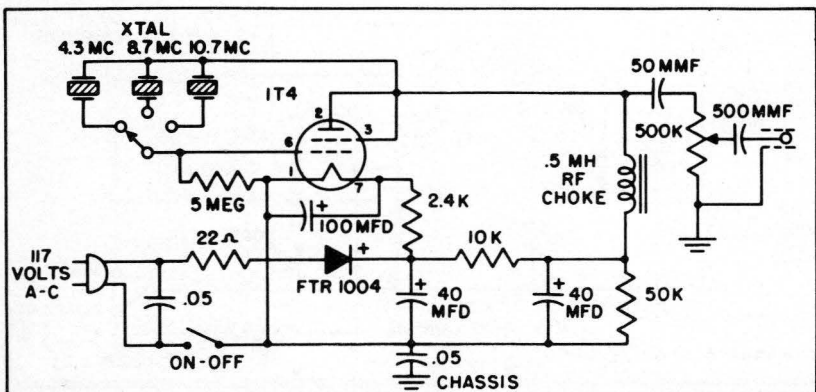 XTAL
4.3 MC 8.7 MC 10.7 MC
1T4
2
3
6
1
7
5 MEG
+
100 MFD
2.4K
50 MMF
500K
500 MMF
.5 MH
RF
CHOKE
117
VOLTS
A-C
22Ω
.05
+
FTR 1004
10K
+
40
MFD
+
40
MFD
50K
ON-OFF
.05
CHASSIS